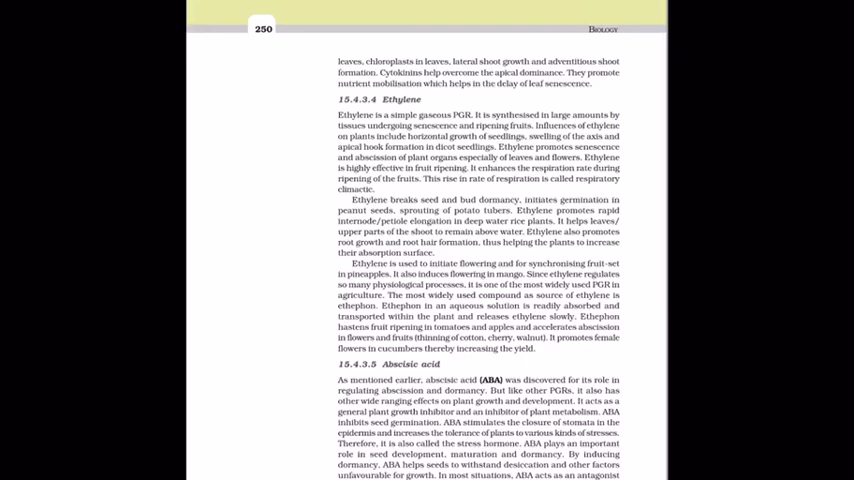 250
BIOLOGY
leaves, chloroplasts in leaves, lateral shoot growth and adventitious shoot
formation. Cytokinins help overcome the apical dominance. They promote
nutrient mobilisation which helps in the delay of leaf senescence.
15.4.3.4 Ethylene
Ethylene is a simple gaseous PGR. It is synthesised in large amounts by
tissues undergoing senescence and ripening fruits. Influences of ethylene
on plants include horizontal growth of seedlings, swelling of the axis and
apical hook formation in dicot seedlings. Ethylene promotes senescence
and abscission of plant organs especially of leaves and flowers. Ethylene
is highly effective in fruit ripening. It enhances the respiration rate during
ripening of the fruits. This rise in rate of respiration is called respiratory
climactic.
Ethylene breaks seed and bud dormancy, initiates germination in
peanut seeds, sprouting of potato tubers. Ethylene promotes rapid
internode/petiole elongation in deep water rice plants. It helps leaves/
upper parts of the shoot to remain above water. Ethylene also promotes
root growth and root hair formation, thus helping the plants to increase
their absorption surface.
Ethylene is used to initiate flowering and for synchronising fruit-set
in pineapples. It also induces flowering in mango. Since ethylene regulates
so many physiological processes, it is one of the most widely used PGR in
agriculture. The most widely used compound as source of ethylene is
ethephon. Ethephon in an aqueous solution is readily absorbed and
transported within the plant and releases ethylene slowly. Ethephon
hastens fruit ripening in tomatoes and apples and accelerates abscission
in flowers and fruits (thinning of cotton, cherry, walnut). It promotes female
flowers in cucumbers thereby increasing the yield.
15.4.3.5 Abscisic acid
As mentioned earlier, abscisic acid (ABA) was discovered for its role in
regulating abscission and dormancy. But like other PGRs, it also has
other wide ranging effects on plant growth and development. It acts as a
general plant growth inhibitor and an inhibitor of plant metabolism. ABA
inhibits seed germination. ABA stimulates the closure of stomata in the
epidermis and increases the tolerance of plants to various kinds of stresses.
Therefore, it is also called the stress hormone. ABA plays an important
role in seed development, maturation and dormancy. By inducing
dormancy, ABA helps seeds to withstand desiccation and other factors
unfavourable for growth. In most situations, ABA acts as an antagonist